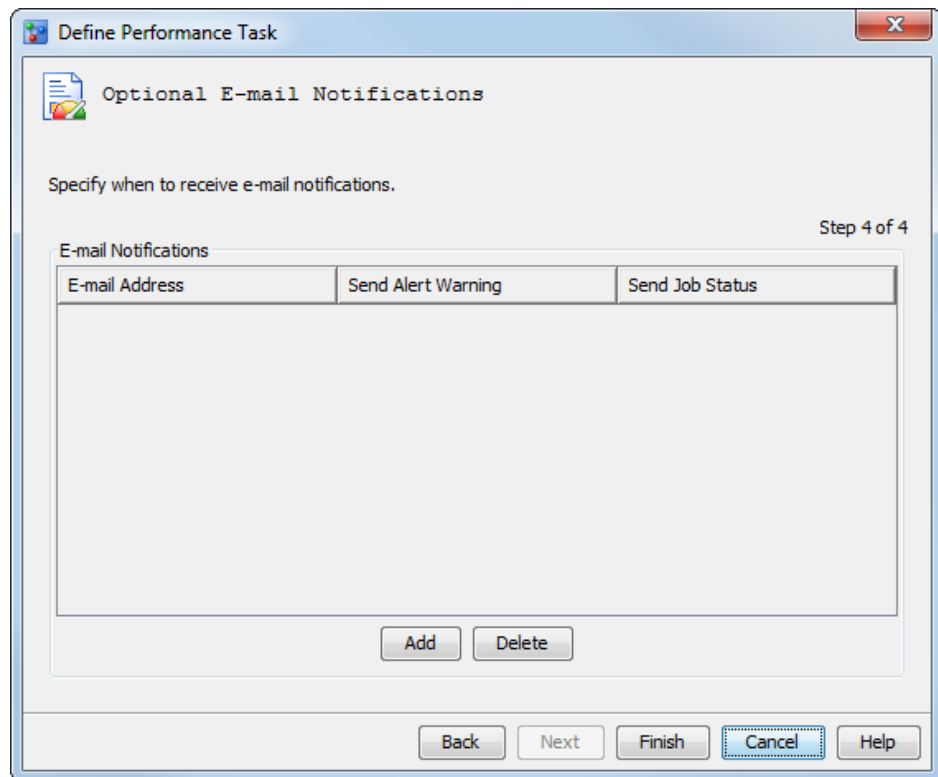 Define Performance Task
Optional E-mail Notifications
Specify when to receive e-mail notifications.
Step 4 of 4
E-mail Notifications
E-mail Address Send Alert Warning Send Job Status
Add Delete
Back Next Finish Cancel Help